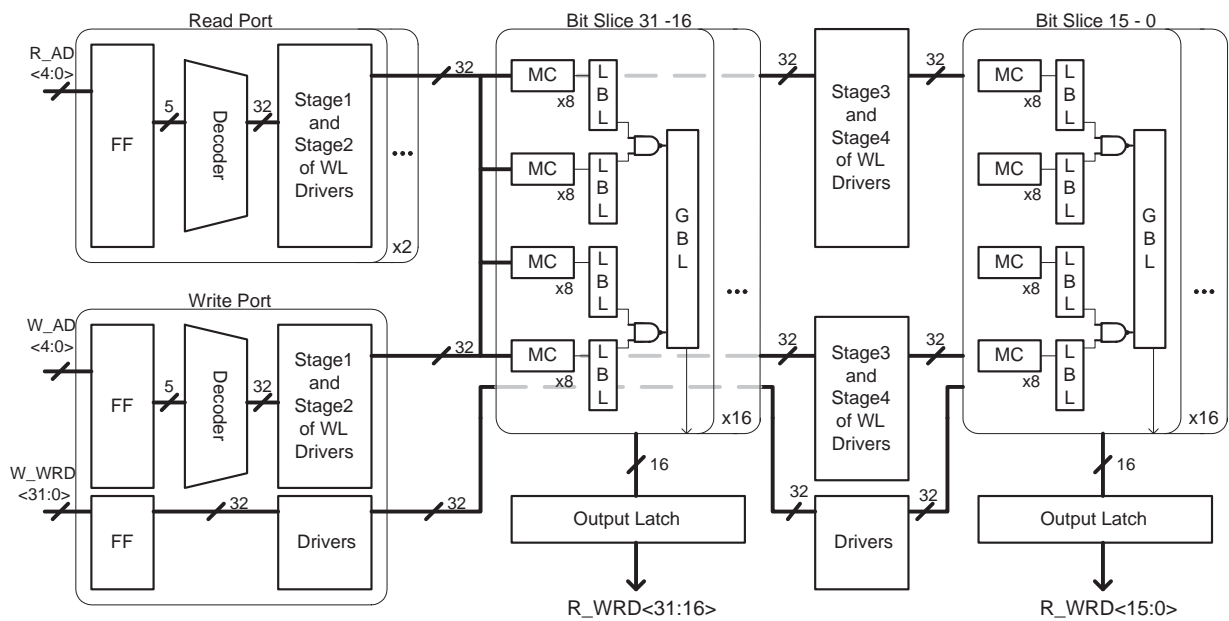 Read Port
Bit Slice 31 -16
Bit Slice 15 - 0
R_AD
<4:0>
FF
5
Decoder
32
Stage1
and
Stage2
of WL
Drivers
...
x2
32
MC
x8
L
B
L
MC
x8
L
B
L
MC
x8
L
B
L
MC
x8
L
B
L
G
B
L
...
x16
32
Stage3
and
Stage4
of WL
Drivers
32
MC
x8
L
B
L
MC
x8
L
B
L
MC
x8
L
B
L
MC
x8
L
B
L
G
B
L
...
x16
Write Port
W_AD
<4:0>
FF
5
Decoder
32
Stage1
and
Stage2
of WL
Drivers
32
32
Stage3
and
Stage4
of WL
Drivers
32
W_WRD
<31:0>
FF
32
Drivers
32
16
Output Latch
R_WRD<31:16>
32
Drivers
32
16
Output Latch
R_WRD<15:0>